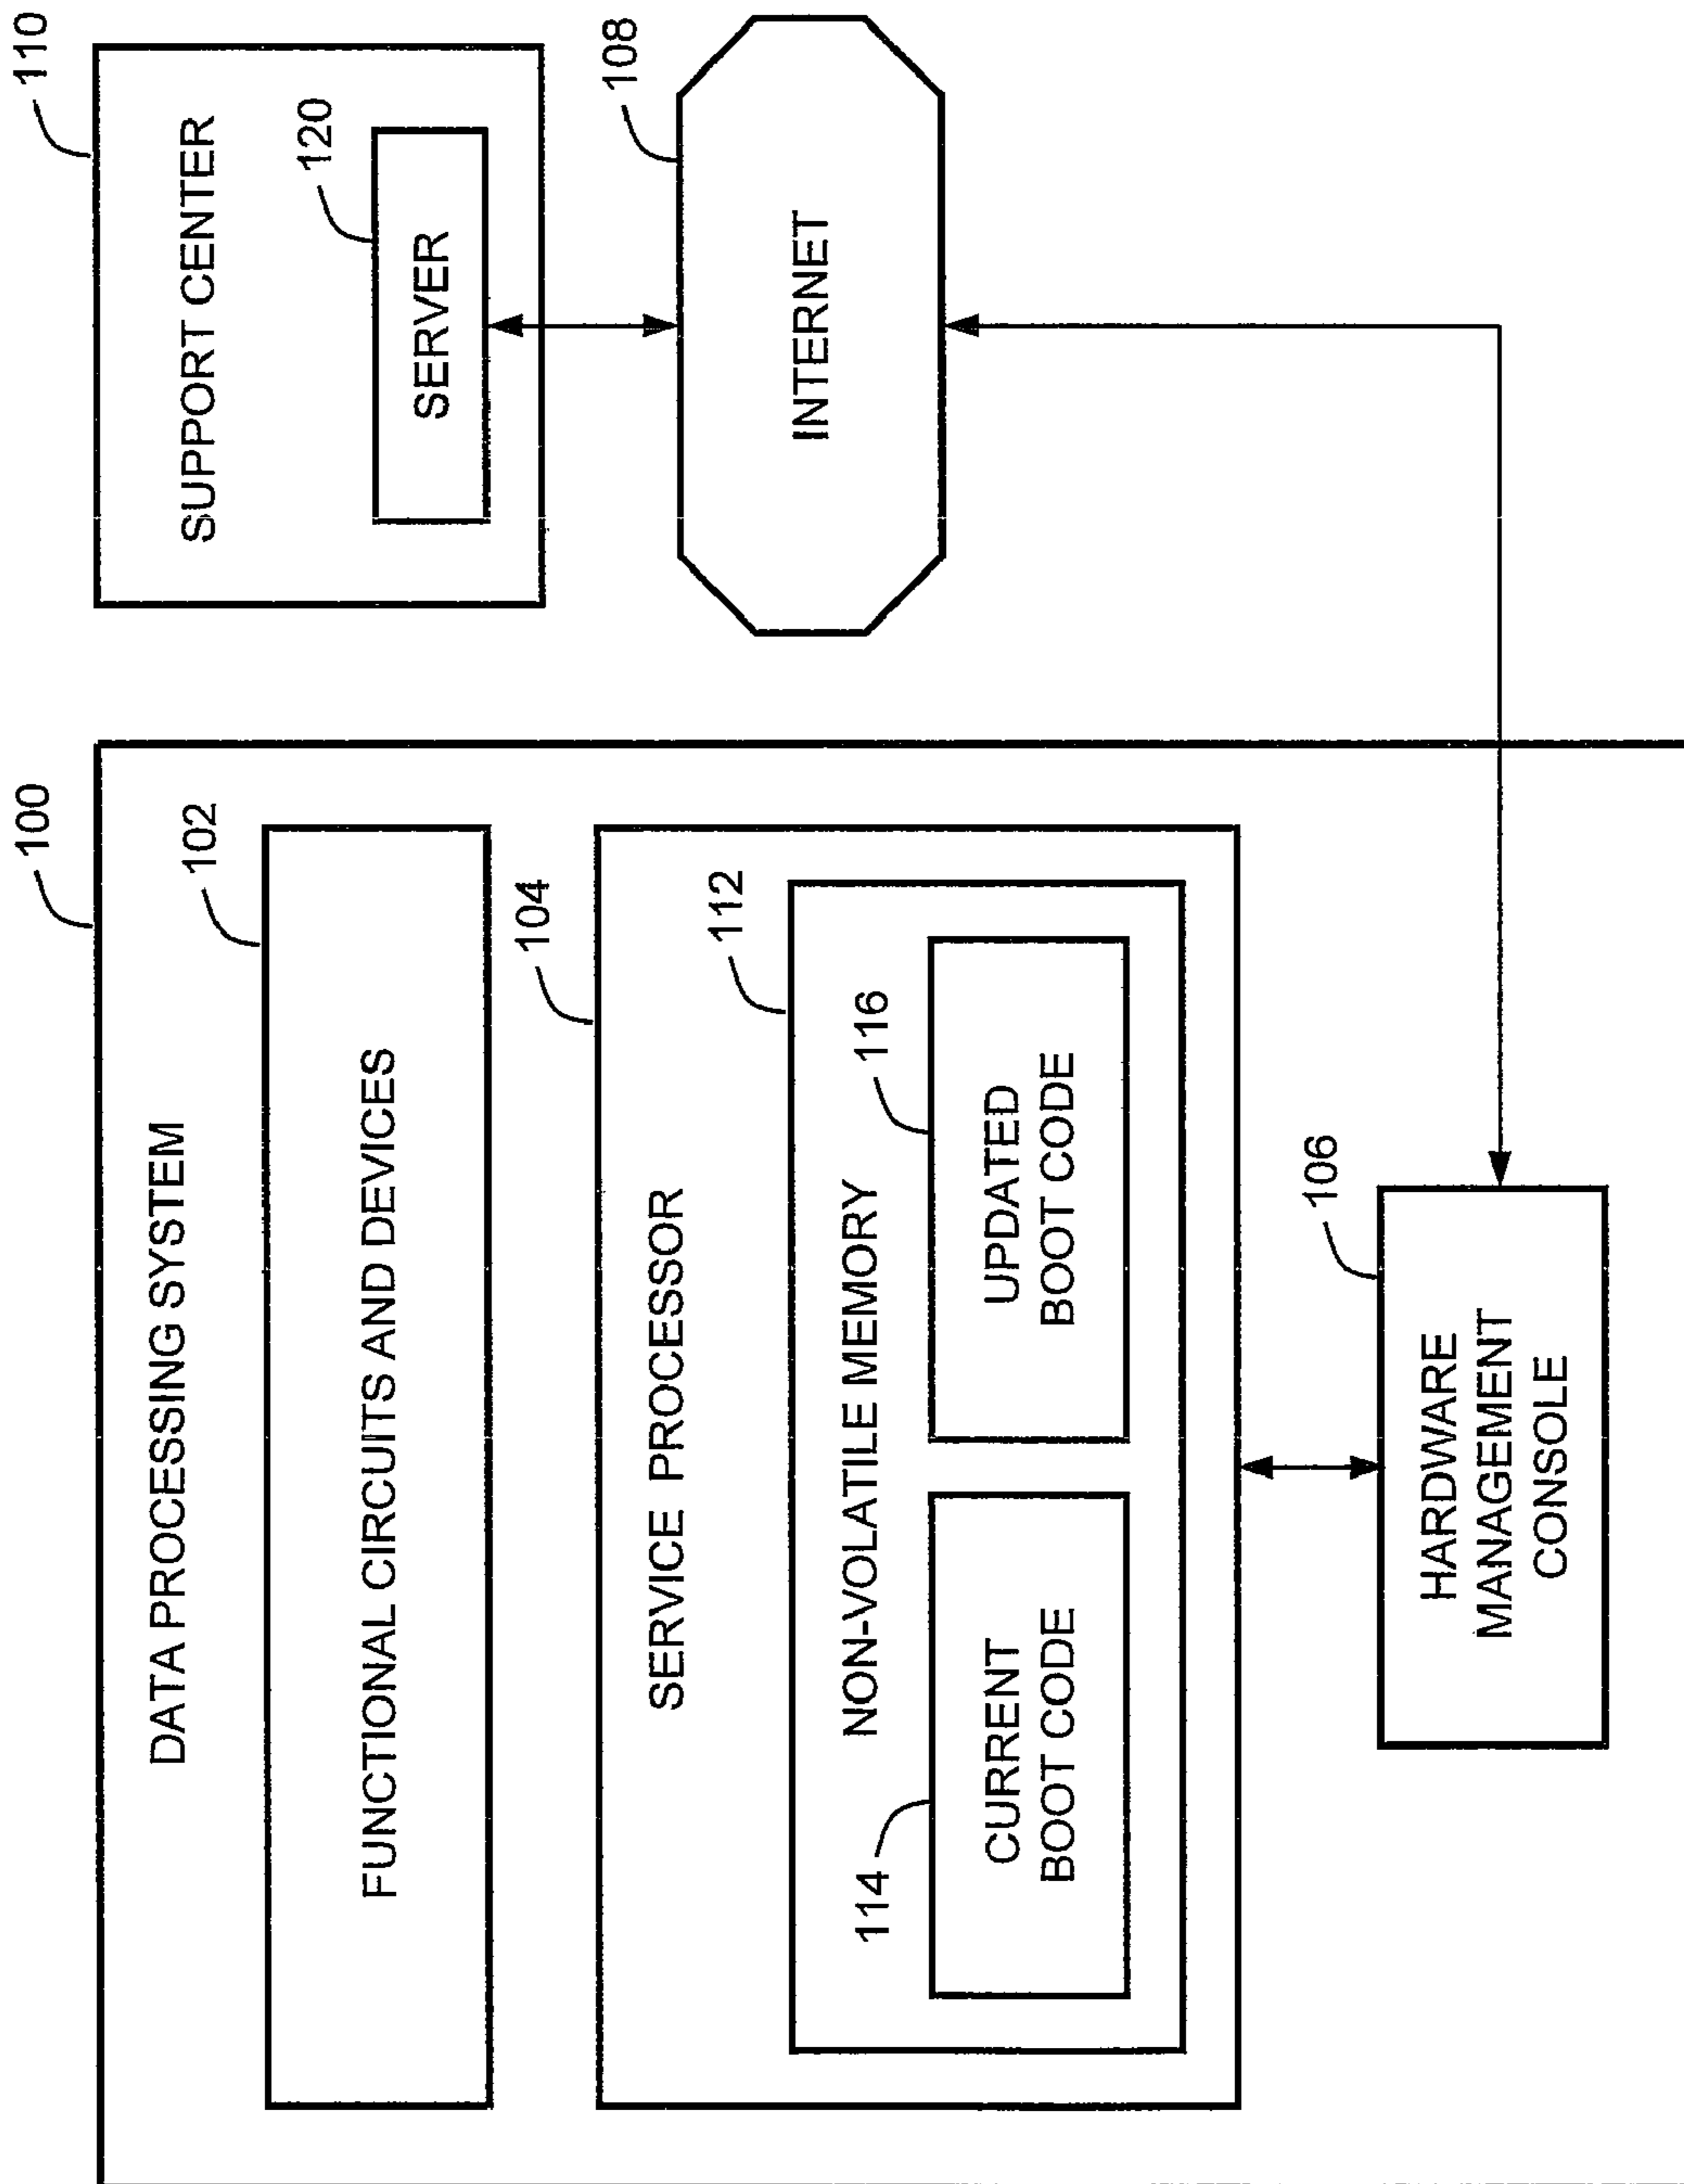 100
DATA PROCESSING SYSTEM
102
FUNCTIONAL CIRCUITS AND DEVICES
104
SERVICE PROCESSOR
112
NON-VOLATILE MEMORY
114
CURRENT
BOOT CODE
116
UPDATED
BOOT CODE
106
HARDWARE
MANAGEMENT
CONSOLE
110
SUPPORT CENTER
120
SERVER
108
INTERNET